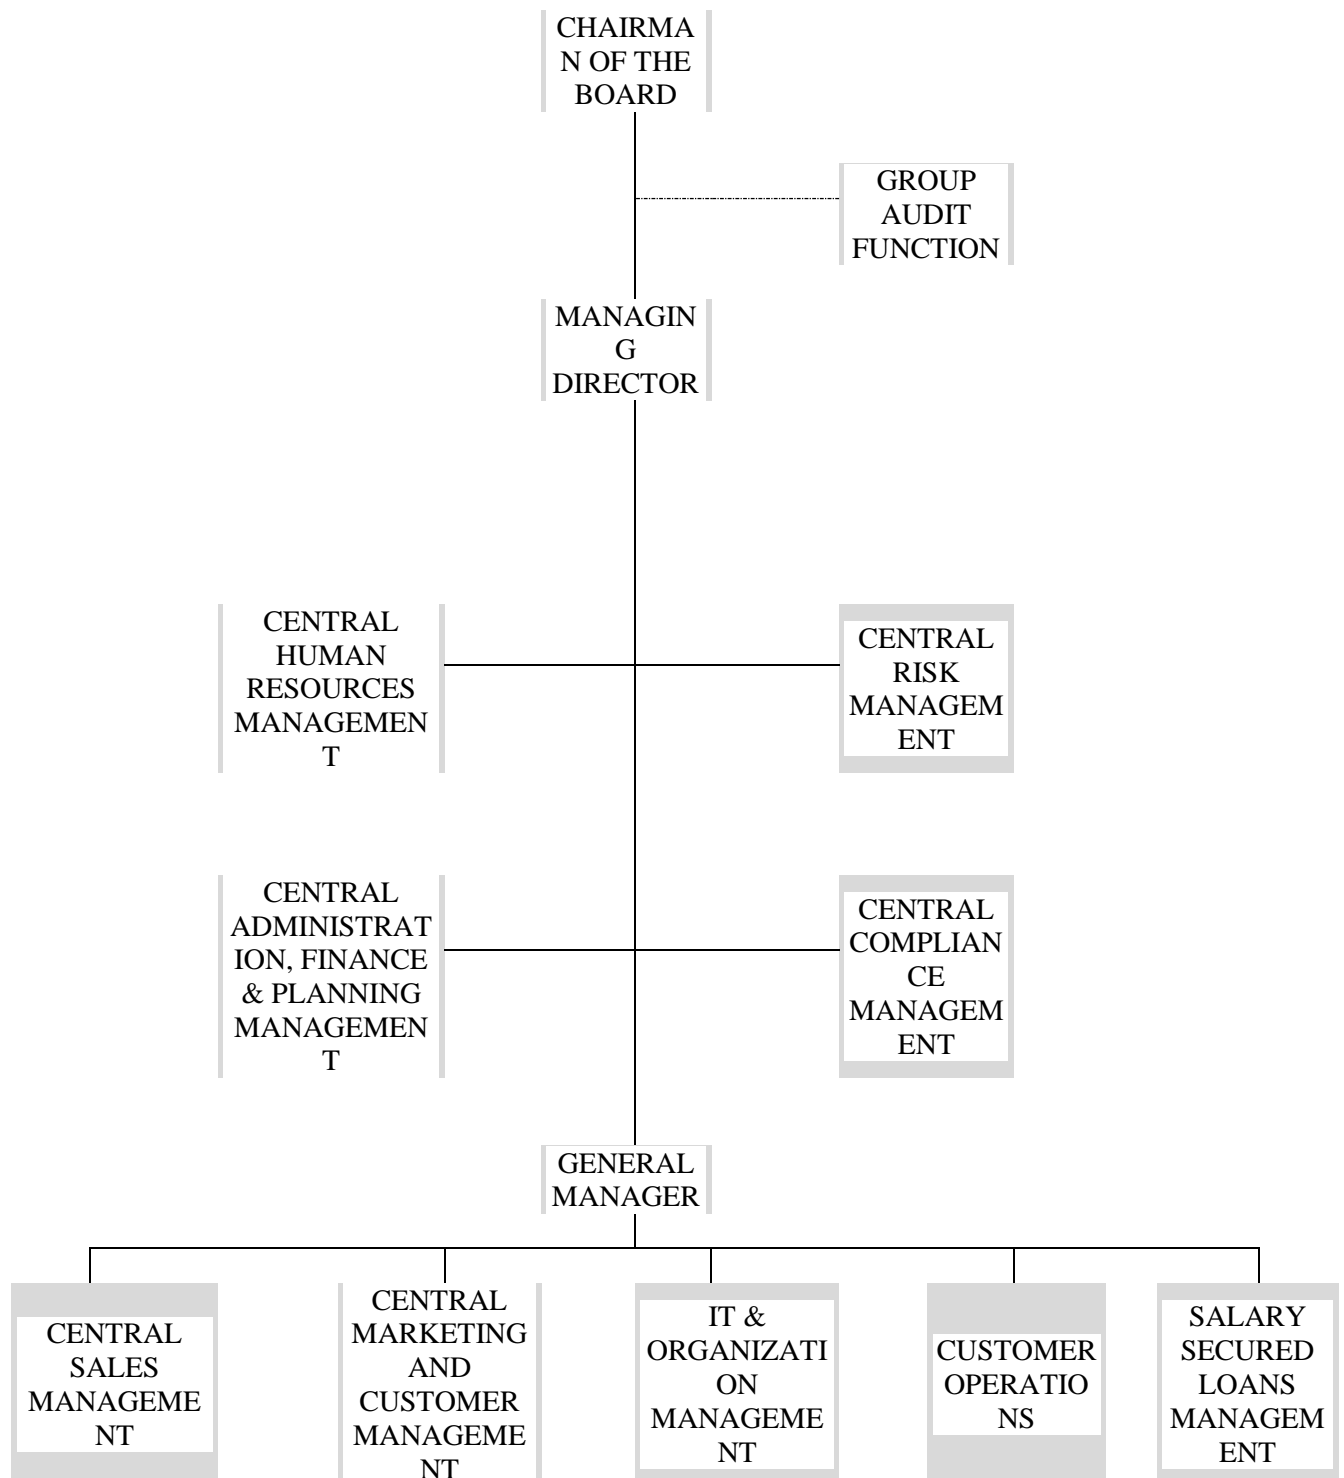 CHAIRMA
N OF THE
BOARD
GROUP
AUDIT
FUNCTION
MANAGIN
G
DIRECTOR
CENTRAL
HUMAN
RESOURCES
MANAGEMEN
T
CENTRAL
RISK
MANAGEM
ENT
CENTRAL
ADMINISTRAT
ION, FINANCE
& PLANNING
MANAGEMEN
T
CENTRAL
COMPLIAN
CE
MANAGEM
ENT
GENERAL
MANAGER
CENTRAL
SALES
MANAGEME
NT
CENTRAL
MARKETING
AND
CUSTOMER
MANAGEME
NT
IT &
ORGANIZATI
ON
MANAGEME
NT
CUSTOMER
OPERATIO
NS
SALARY
SECURED
LOANS
MANAGEM
ENT